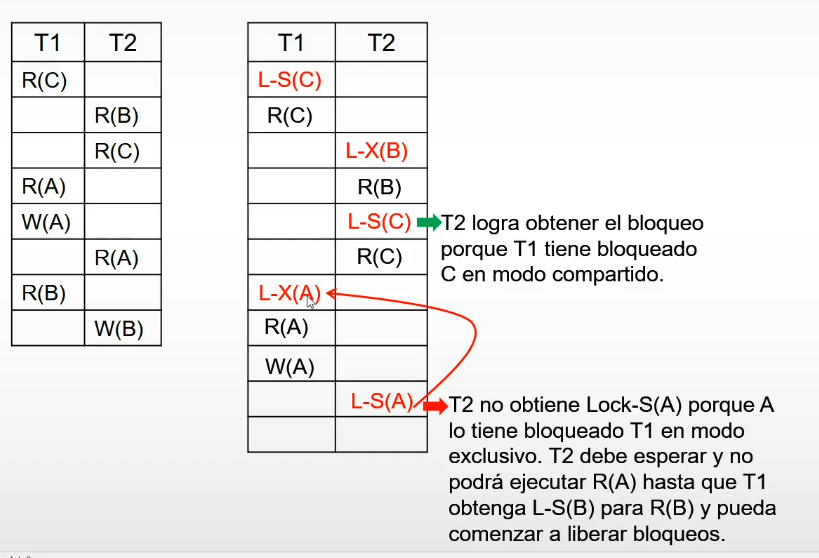 T1 T2
R(C)
R(B)
R(C)
R(A)
W(A)
R(A)
R(B)
W(B)
T1 T2
L-S(C)
R(C)
L-X(B)
R(B)
L-S(C)
R(C)
L-X(A)
R(A)
W(A)
L-S(A)
T2 logra obtener el bloqueo
porque T1 tiene bloqueado
C en modo compartido.
T2 no obtiene Lock-S(A) porque A
lo tiene bloqueado T1 en modo
exclusivo. T2 debe esperar y no
podrá ejecutar R(A) hasta que T1
obtenga L-S(B) para R(B) y pueda
comenzar a liberar bloqueos.